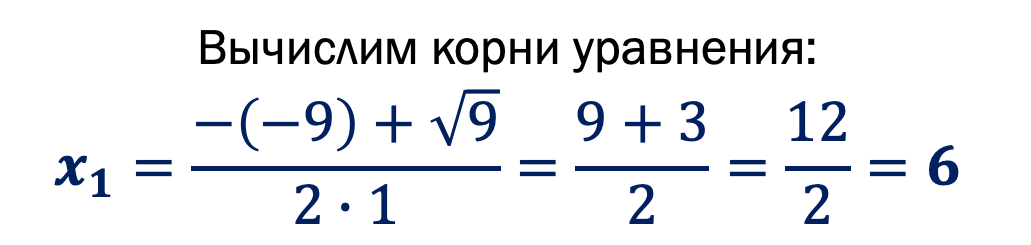 Вычислим корни уравнения:
x₁ = (−(−9) + √9)/(2 · 1) = (9 + 3)/2 = 12/2 = 6